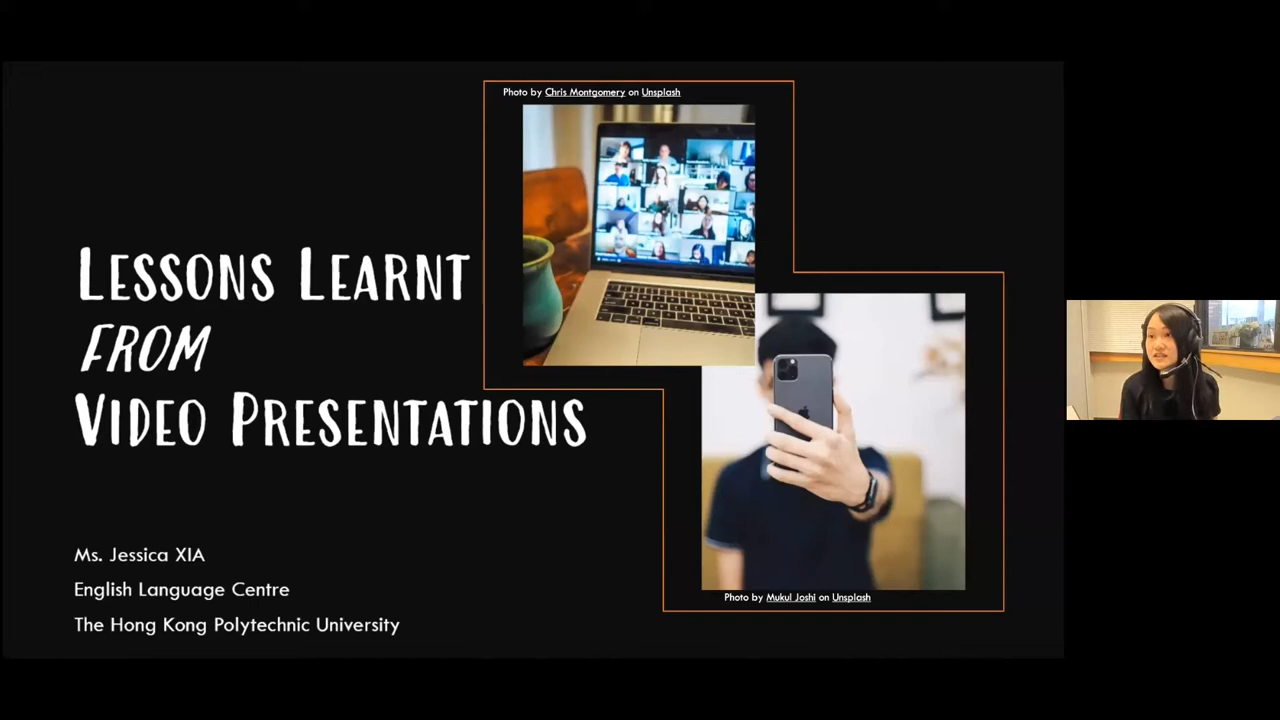 Photo by Chris Montgomery on Unsplash
LESSONS LEARNT
FROM
VIDEO PRESENTATIONS
Ms. Jessica XIA
English Language Centre
The Hong Kong Polytechnic University
Photo by Mukul Joshi on Unsplash